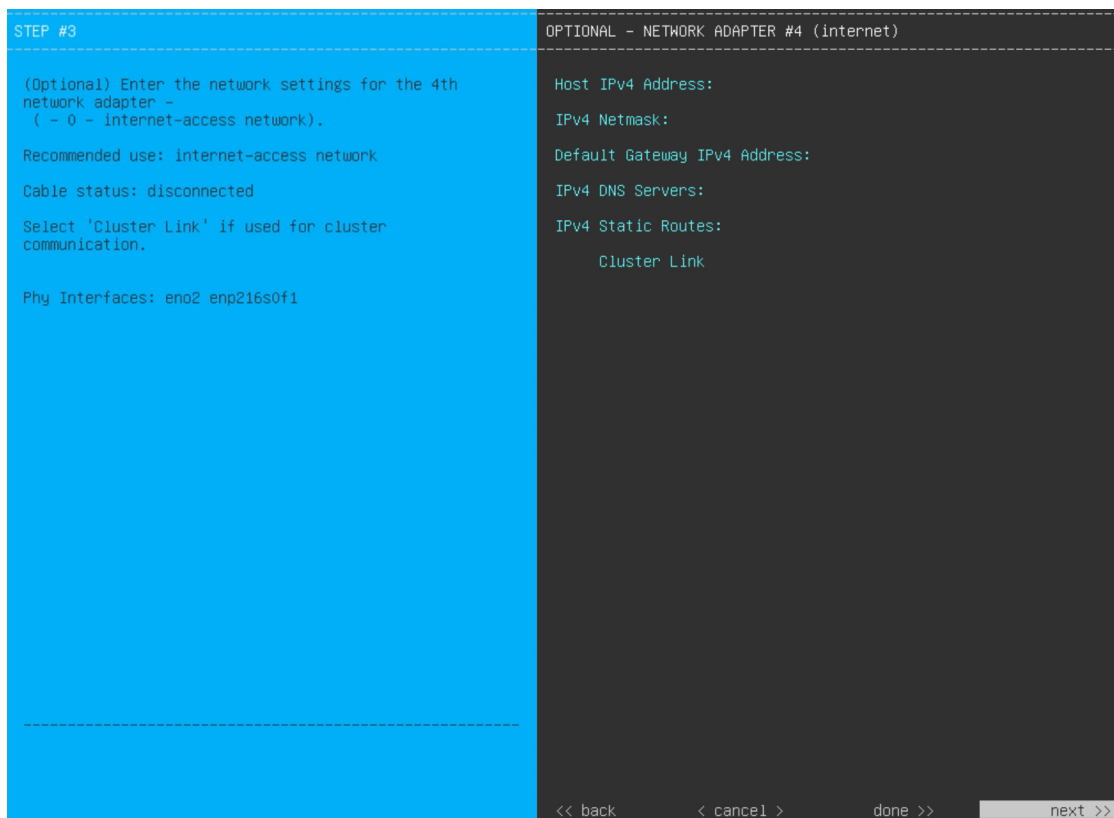 STEP #3
(Optional) Enter the network settings for the 4th
network adapter -
( - 0 - internet-access network).
Recommended use: internet-access network
Cable status: disconnected
Select 'Cluster Link' if used for cluster
communication.
Phy Interfaces: eno2 enp216s0f1
OPTIONAL - NETWORK ADAPTER #4 (internet)
Host IPv4 Address:
IPv4 Netmask:
Default Gateway IPv4 Address:
IPv4 DNS Servers:
IPv4 Static Routes:
Cluster Link
<< back < cancel > done >> next >>